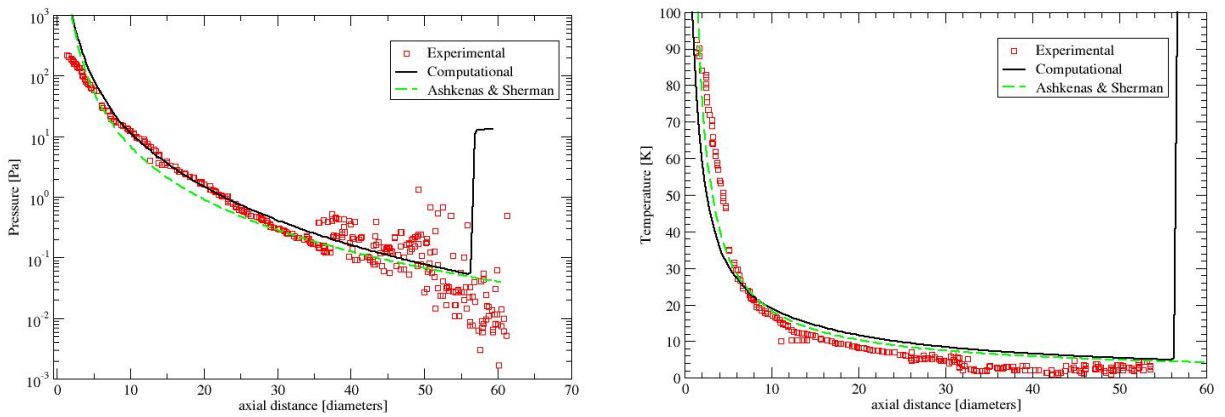 10^3
10^2
10^1
10^0
10^-1
10^-2
10^-3
Pressure [Pa]
Experimental
Computational
Ashkenas & Sherman
0 10 20 30 40 50 60 70
axial distance [diameters]
100
90
80
70
60
50
40
30
20
10
0
Temperature [K]
Experimental
Computational
Ashkenas & Sherman
0 10 20 30 40 50 60
axial distance [diameters]